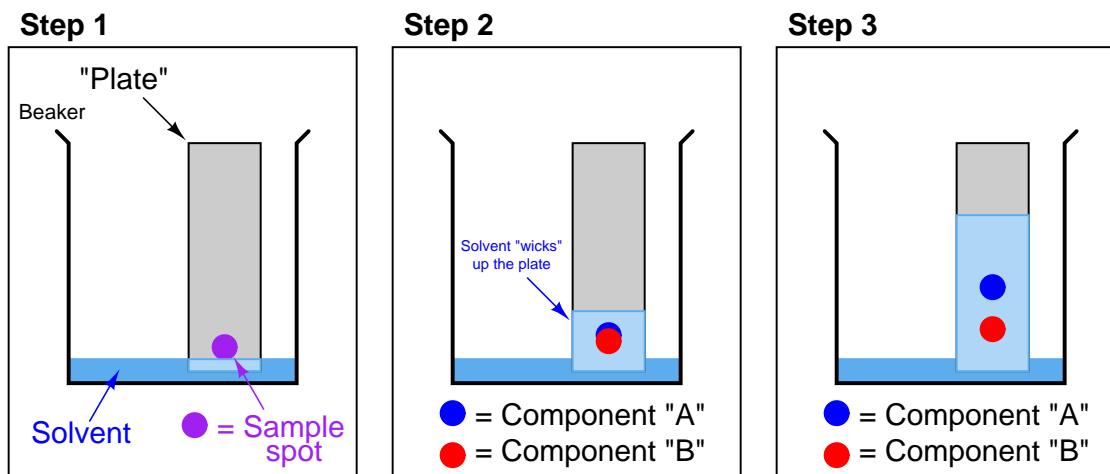 Step 1
"Plate"
Beaker
Solvent
= Sample
spot
Step 2
Solvent "wicks"
up the plate
= Component "A"
= Component "B"
Step 3
= Component "A"
= Component "B"